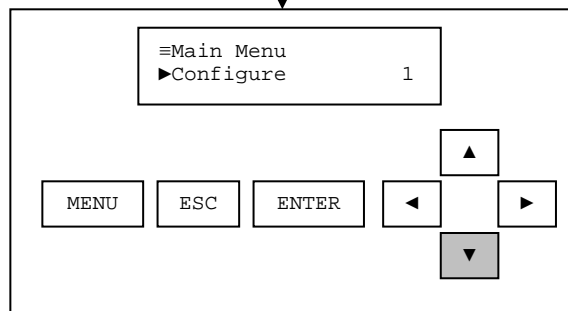 ≡Main Menu
►Configure 1
▲
MENU ESC ENTER ◄ ►
▼